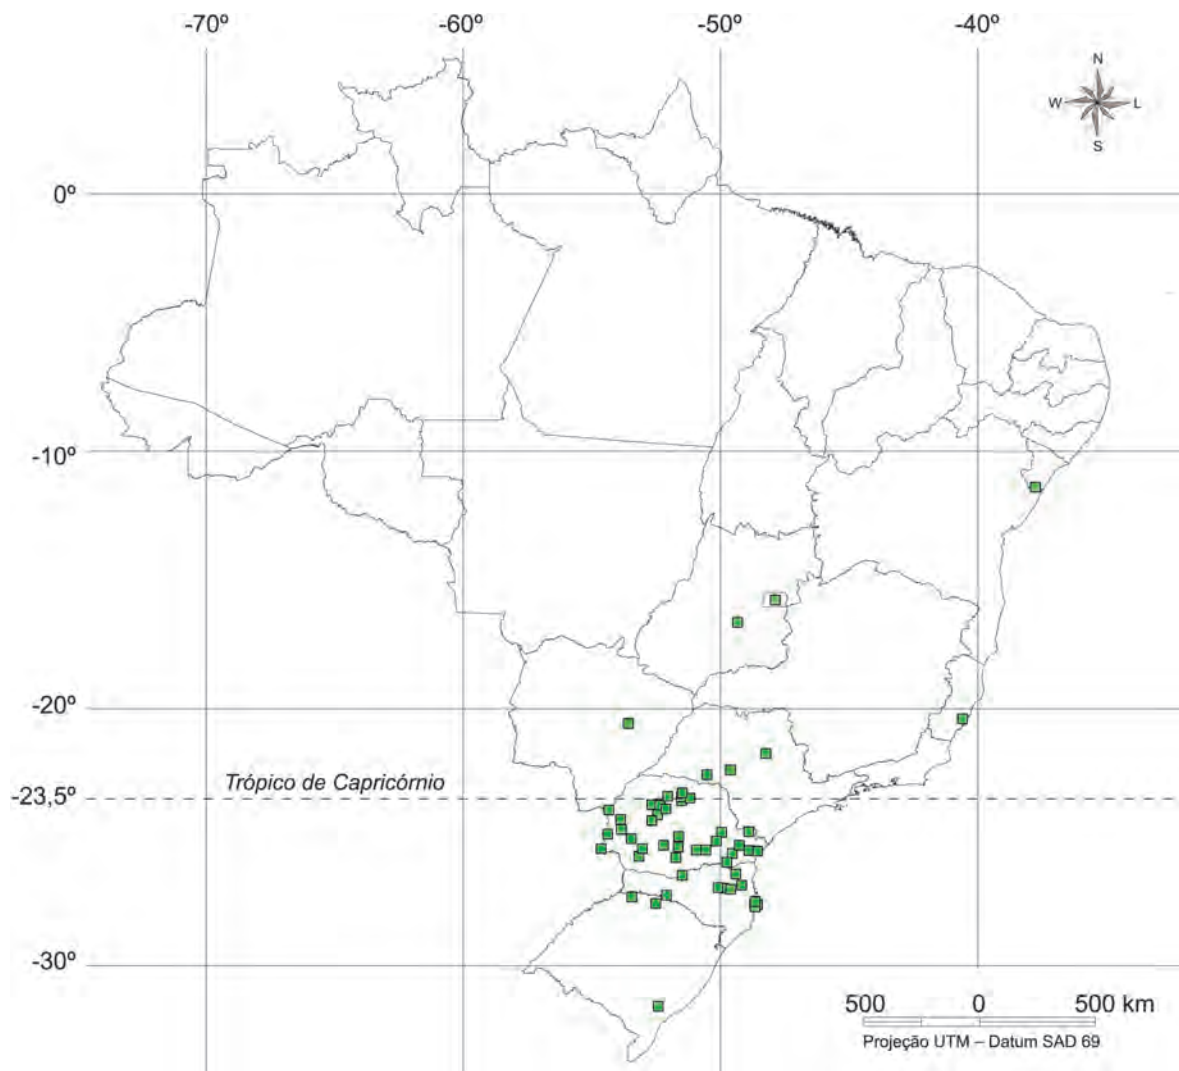 -70º -60º -50º -40º
N
W L
S
0º
-10º
-20º
Trópico de Capricórnio
-23,5º
-30º
500 0 500 km
Projeção UTM – Datum SAD 69